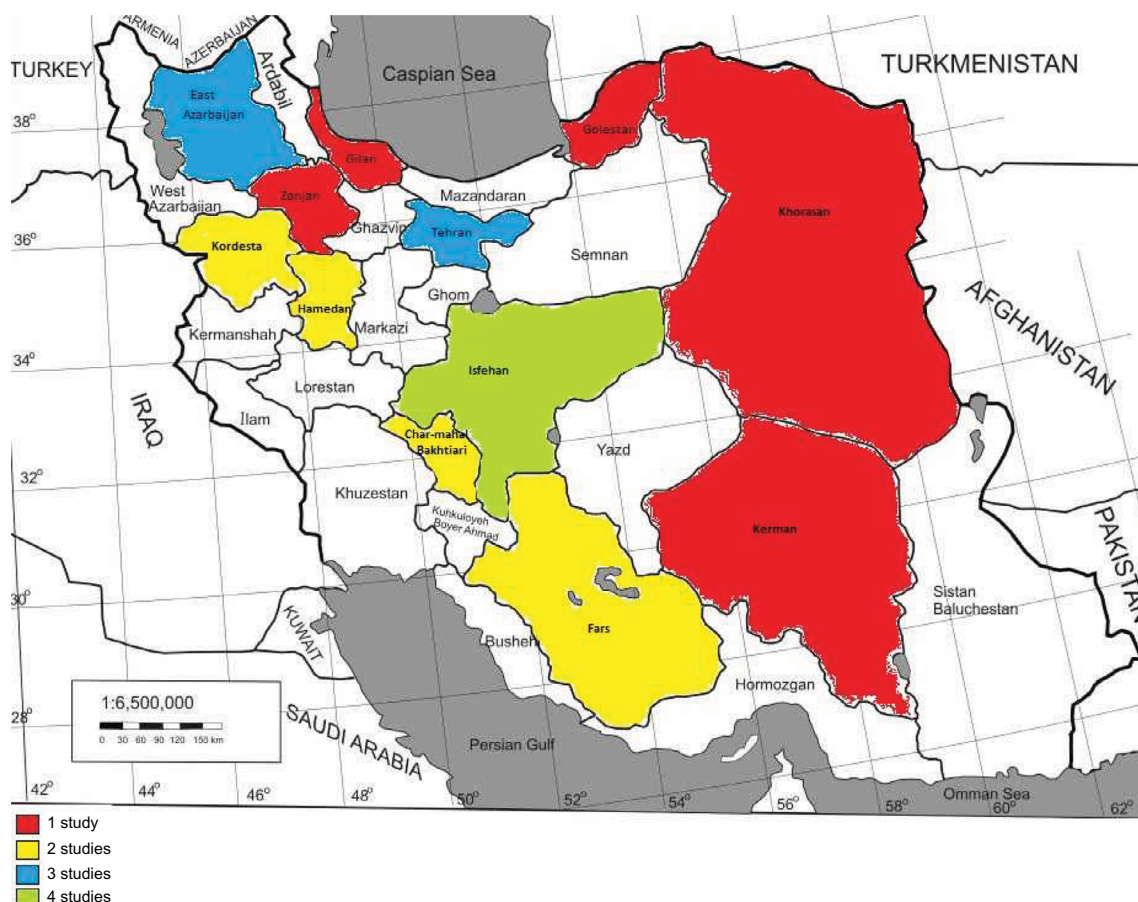 ARMENIA
AZERBAIJAN
TURKEY
Ardabil
Caspian Sea
TURKMENISTAN
East
Azarbaijan
38°
Golestan
Gilan
West
Azarbaijan
Zanjan
Mazandaran
Khorasan
36°
Kordesta
Ghazvin
Tehran
Semnan
Hamedan
Ghom
AFGHANISTAN
Kermanshah
Markazi
34°
Isfehan
Lorestan
IRAQ
Ilam
Char-mahal
Bakhtiari
Yazd
32°
Khuzestan
Kuhkuloyeh
Boyer Ahmad
Kerman
PAKISTAN
30°
Sistan
Baluchestan
KUWAIT
Busheh
Fars
Hormozgan
1:6,500,000
0 30 60 90 120 150 km
28°
SAUDI ARABIA
Persian Gulf
Omman Sea
42° 44° 46° 48° 50° 52° 54° 56° 58° 60° 62°
1 study
2 studies
3 studies
4 studies